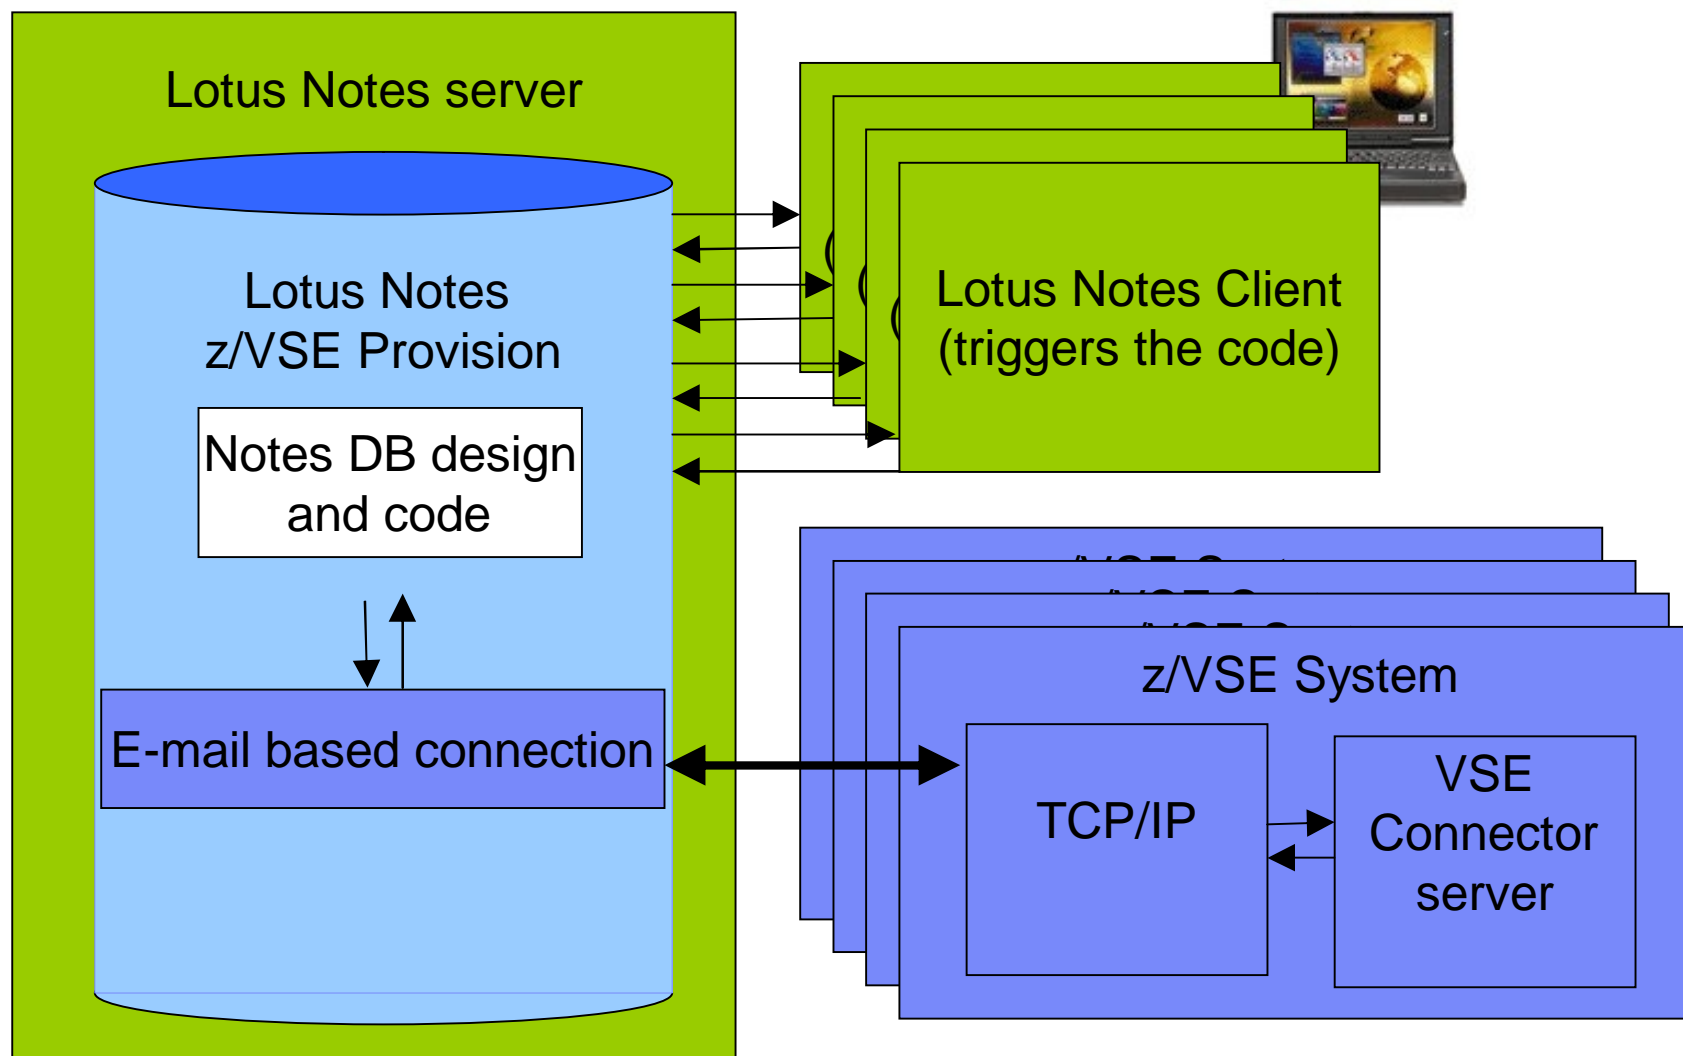 Lotus Notes server
Lotus Notes
z/VSE Provision
Notes DB design
and code
E-mail based connection
Lotus Notes Client
(triggers the code)
z/VSE System
TCP/IP
VSE
Connector
server